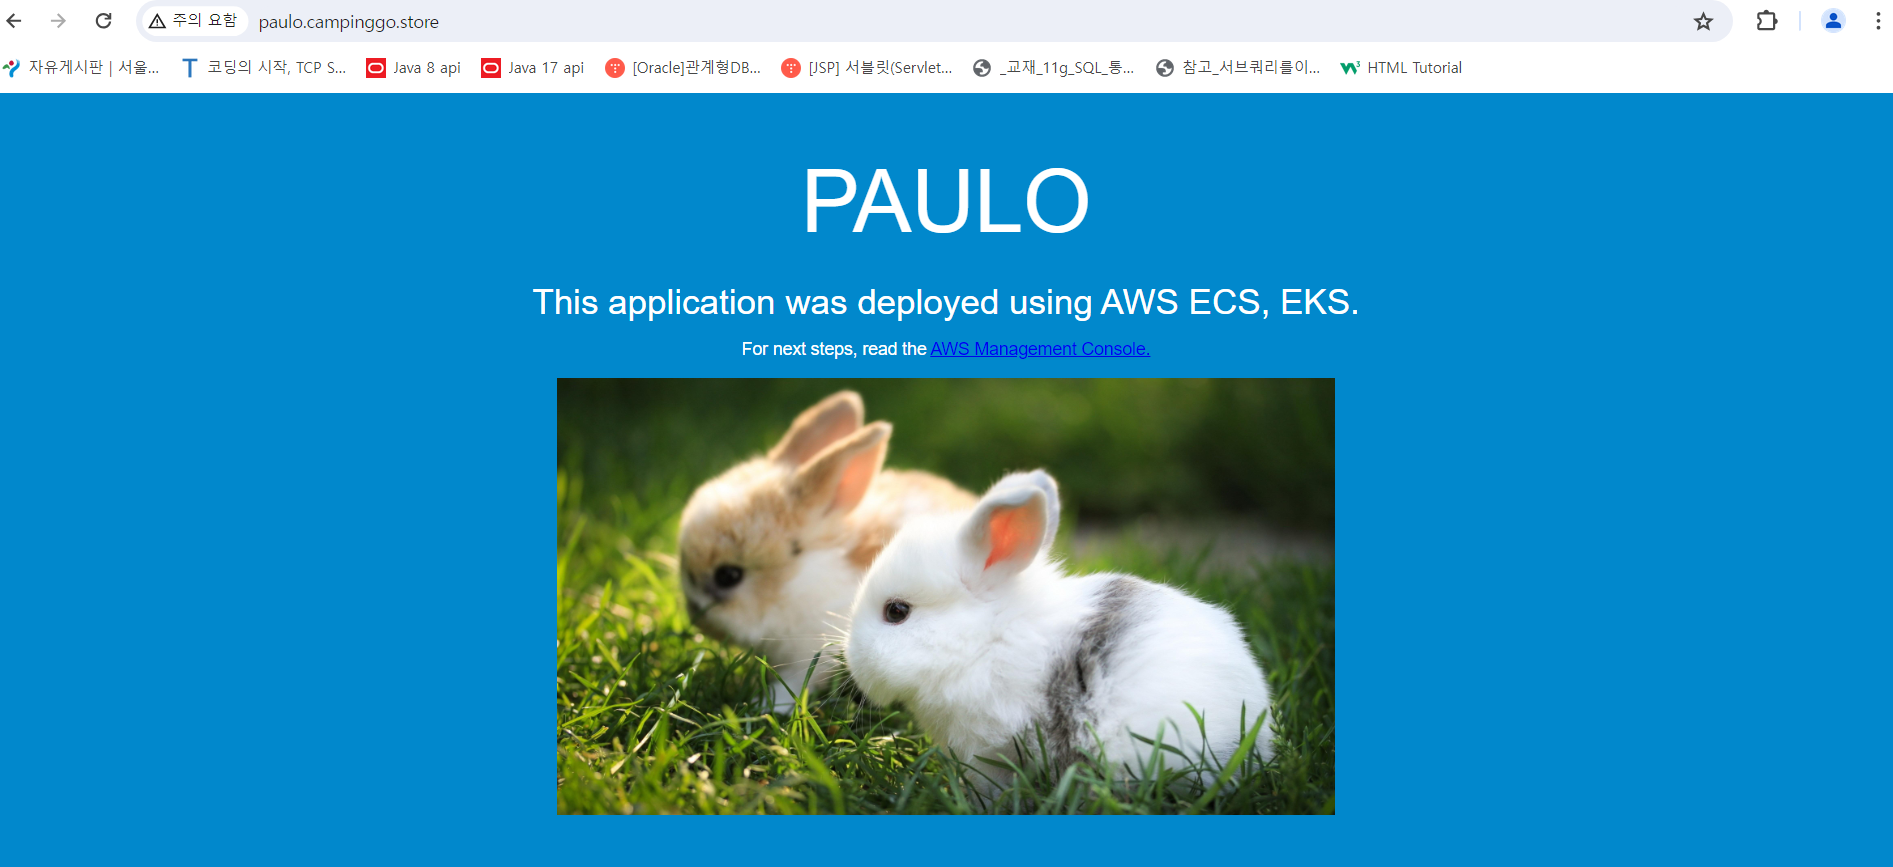 주의 요함 paulo.campinggo.store
자유게시판 | 서울... 코딩의 시작, TCP S... Java 8 api Java 17 api [Oracle]관계형DB... [JSP] 서블릿(Servlet... _교재_11g_SQL_통... 참고_서브쿼리를이... HTML Tutorial
PAULO
This application was deployed using AWS ECS, EKS.
For next steps, read the AWS Management Console.